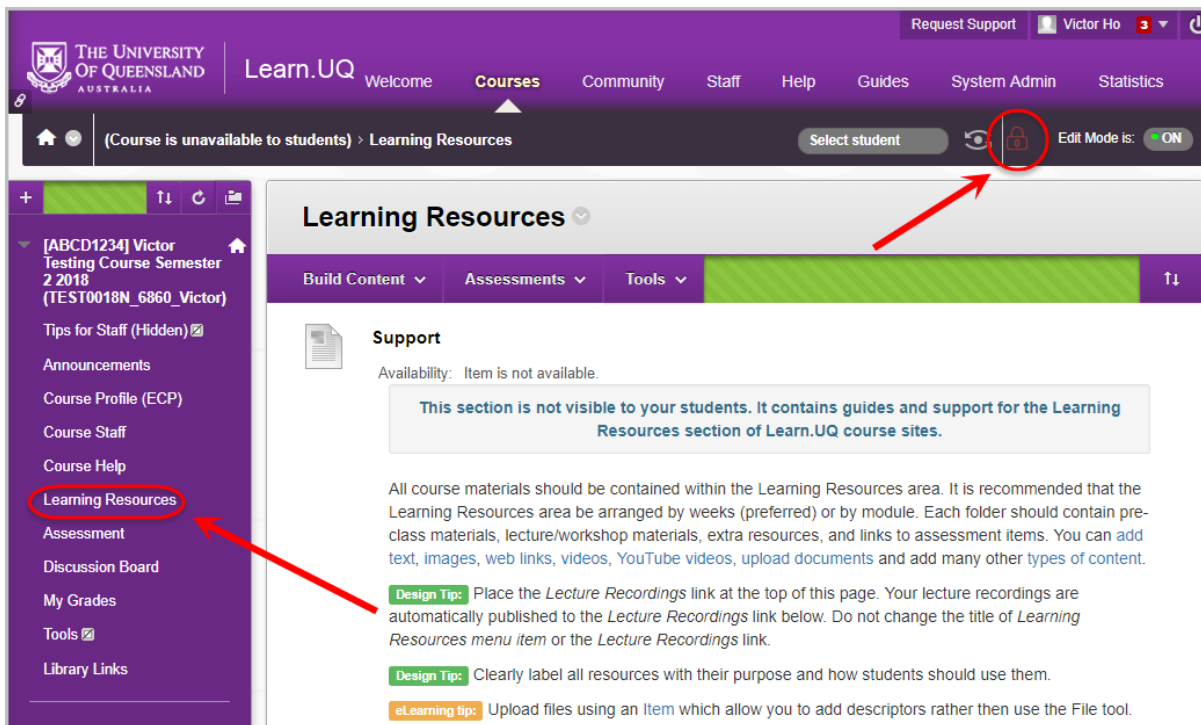 Request Support Victor Ho 3
THE UNIVERSITY
OF QUEENSLAND
AUSTRALIA
Learn.UQ
Welcome Courses Community Staff Help Guides System Admin Statistics
(Course is unavailable to students) > Learning Resources
Select student
Edit Mode is: ON
[ABCD1234] Victor
Testing Course Semester
2 2018
(TEST0018N_6860_Victor)
Tips for Staff (Hidden)
Announcements
Course Profile (ECP)
Course Staff
Course Help
Learning Resources
Assessment
Discussion Board
My Grades
Tools
Library Links
Learning Resources
Build Content Assessments Tools
Support
Availability: Item is not available.
This section is not visible to your students. It contains guides and support for the Learning
Resources section of Learn.UQ course sites.
All course materials should be contained within the Learning Resources area. It is recommended that the
Learning Resources area be arranged by weeks (preferred) or by module. Each folder should contain pre-
class materials, lecture/workshop materials, extra resources, and links to assessment items. You can add
text, images, web links, videos, YouTube videos, upload documents and add many other types of content.
Design Tip: Place the Lecture Recordings link at the top of this page. Your lecture recordings are
automatically published to the Lecture Recordings link below. Do not change the title of Learning
Resources menu item or the Lecture Recordings link.
Design Tip: Clearly label all resources with their purpose and how students should use them.
eLearning tip: Upload files using an Item which allow you to add descriptors rather then use the File tool.